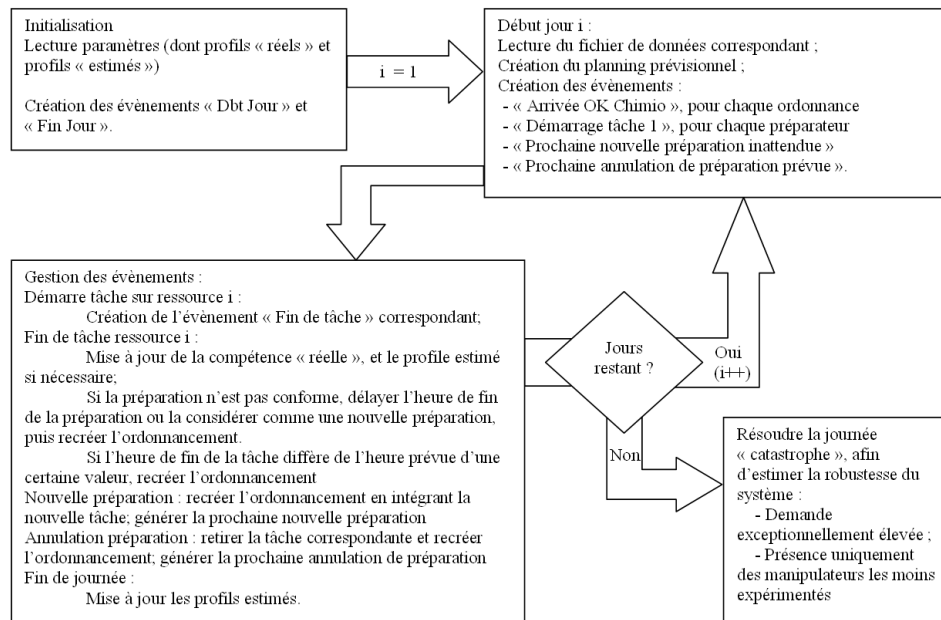 Initialisation
Lecture paramètres (dont profils « réels » et
profils « estimés »)
Création des évènements « Dbt Jour » et
« Fin Jour ».
i = 1
Début jour i :
Lecture du fichier de données correspondant ;
Création du planning prévisionnel ;
Création des évènements :
- « Arrivée OK Chimio », pour chaque ordonnance
- « Démarrage tâche 1 », pour chaque préparateur
- « Prochaine nouvelle préparation inattendue »
- « Prochaine annulation de préparation prévue ».
Gestion des évènements :
Démarre tâche sur ressource i :
Création de l'évènement « Fin de tâche » correspondant;
Fin de tâche ressource i :
Mise à jour de la compétence « réelle », et le profile estimé
si nécessaire;
Si la préparation n'est pas conforme, délayer l'heure de fin
de la préparation ou la considérer comme une nouvelle préparation,
puis recréer l'ordonnancement.
Si l'heure de fin de la tâche diffère de l'heure prévue d'une
certaine valeur, recréer l'ordonnancement
Nouvelle préparation : recréer l'ordonnancement en intégrant la
nouvelle tâche; générer la prochaine nouvelle préparation
Annulation préparation : retirer la tâche correspondante et recréer
l'ordonnancement; générer la prochaine annulation de préparation
Fin de journée :
Mise à jour les profils estimés.
Jours
restant ?
Oui
(i++)
Non
Résoudre la journée
« catastrophe », afin
d'estimer la robustesse du
système :
- Demande
exceptionnellement élevée ;
- Présence uniquement
des manipulateurs les moins
expérimentés